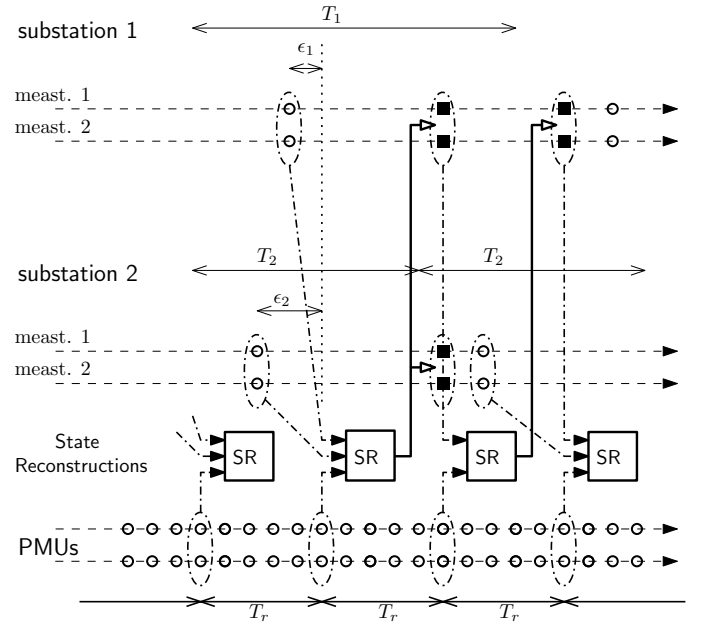 substation 1
T₁
ϵ₁
meast. 1
meast. 2
substation 2
T₂
T₂
ϵ₂
meast. 1
meast. 2
State
Reconstructions
SR
SR
SR
SR
PMUs
Tᵣ
Tᵣ
Tᵣ